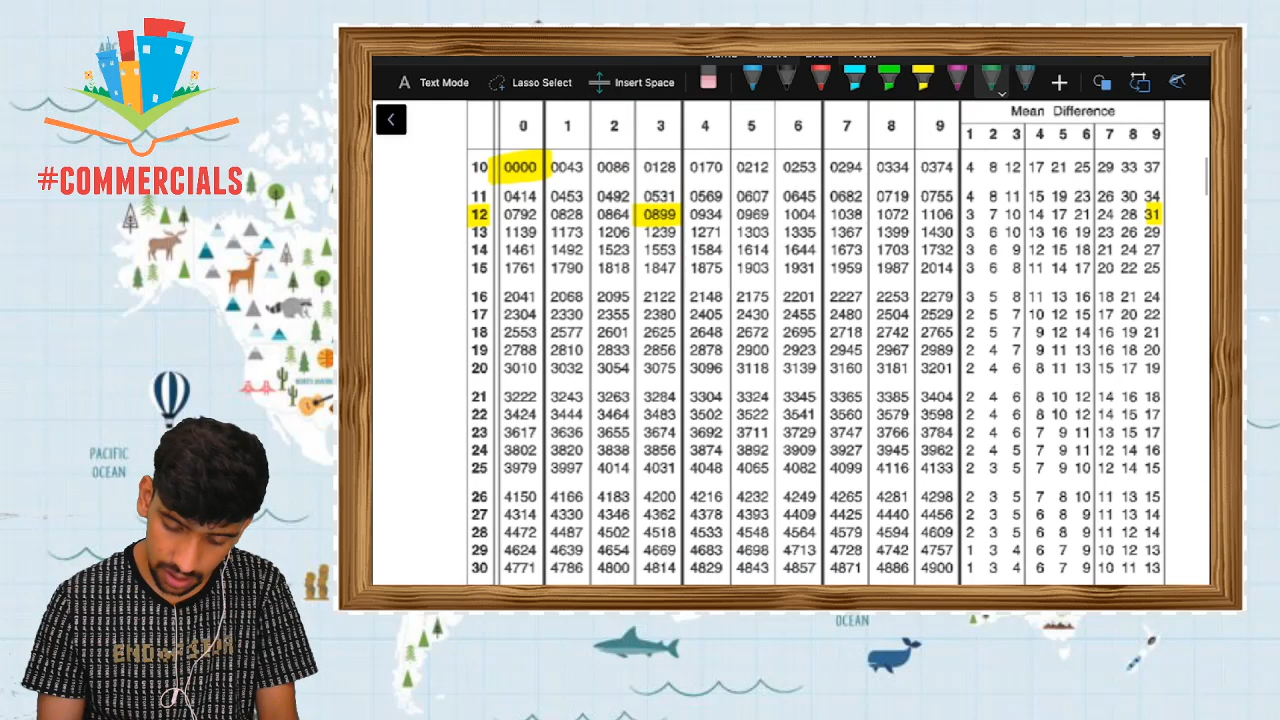 #COMMERCIALS
Text Mode
Lasso Select
Insert Space
Mean Difference
0 1 2 3 4 5 6 7 8 9 1 2 3 4 5 6 7 8 9
10 0000 0043 0086 0128 0170 0212 0253 0294 0334 0374 4 8 12 17 21 25 29 33 37
11 0414 0453 0492 0531 0569 0607 0645 0682 0719 0755 4 8 11 15 19 23 26 30 34
12 0792 0828 0864 0899 0934 0969 1004 1038 1072 1106 3 7 10 14 17 21 24 28 31
13 1139 1173 1206 1239 1271 1303 1335 1367 1399 1430 3 6 10 13 16 19 23 26 29
14 1461 1492 1523 1553 1584 1614 1644 1673 1703 1732 3 6 9 12 15 18 21 24 27
15 1761 1790 1818 1847 1875 1903 1931 1959 1987 2014 3 6 8 11 14 17 20 22 25
16 2041 2068 2095 2122 2148 2175 2201 2227 2253 2279 3 5 8 11 13 16 18 21 24
17 2304 2330 2355 2380 2405 2430 2455 2480 2504 2529 2 5 7 10 12 15 17 20 22
18 2553 2577 2601 2625 2648 2672 2695 2718 2742 2765 2 5 7 9 12 14 16 19 21
19 2788 2810 2833 2856 2878 2900 2923 2945 2967 2989 2 4 7 9 11 13 16 18 20
20 3010 3032 3054 3075 3096 3118 3139 3160 3181 3201 2 4 6 8 11 13 15 17 19
21 3222 3243 3263 3284 3304 3324 3345 3365 3385 3404 2 4 6 8 10 12 14 16 18
22 3424 3444 3464 3483 3502 3522 3541 3560 3579 3598 2 4 6 8 10 12 14 15 17
23 3617 3636 3655 3674 3692 3711 3729 3747 3766 3784 2 4 6 7 9 11 13 15 17
24 3802 3820 3838 3856 3874 3892 3909 3927 3945 3962 2 4 5 7 9 11 12 14 16
25 3979 3997 4014 4031 4048 4065 4082 4099 4116 4133 2 3 5 7 9 10 12 14 15
26 4150 4166 4183 4200 4216 4232 4249 4265 4281 4298 2 3 5 7 8 10 11 13 15
27 4314 4330 4346 4362 4378 4393 4409 4425 4440 4456 2 3 5 6 8 9 11 13 14
28 4472 4487 4502 4518 4533 4548 4564 4579 4594 4609 2 3 5 6 8 9 11 12 14
29 4624 4639 4654 4669 4683 4698 4713 4728 4742 4757 1 3 4 6 7 9 10 12 13
30 4771 4786 4800 4814 4829 4843 4857 4871 4886 4900 1 3 4 6 7 9 10 11 13
PACIFIC
OCEAN
OCEAN
END of STORY